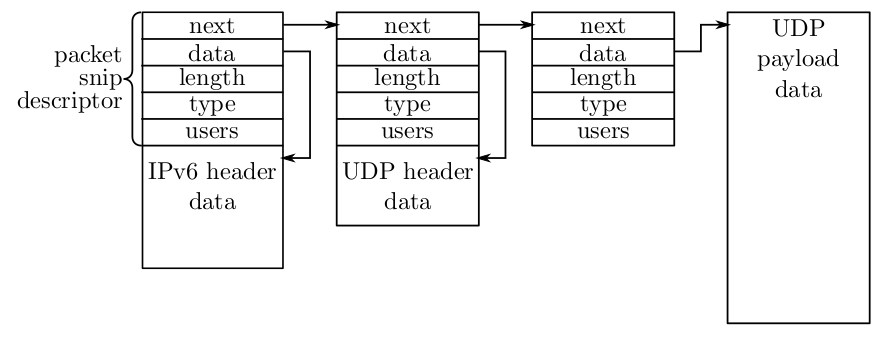 packet
snip
descriptor
next
data
length
type
users
IPv6 header
data
next
data
length
type
users
UDP header
data
next
data
length
type
users
UDP
payload
data